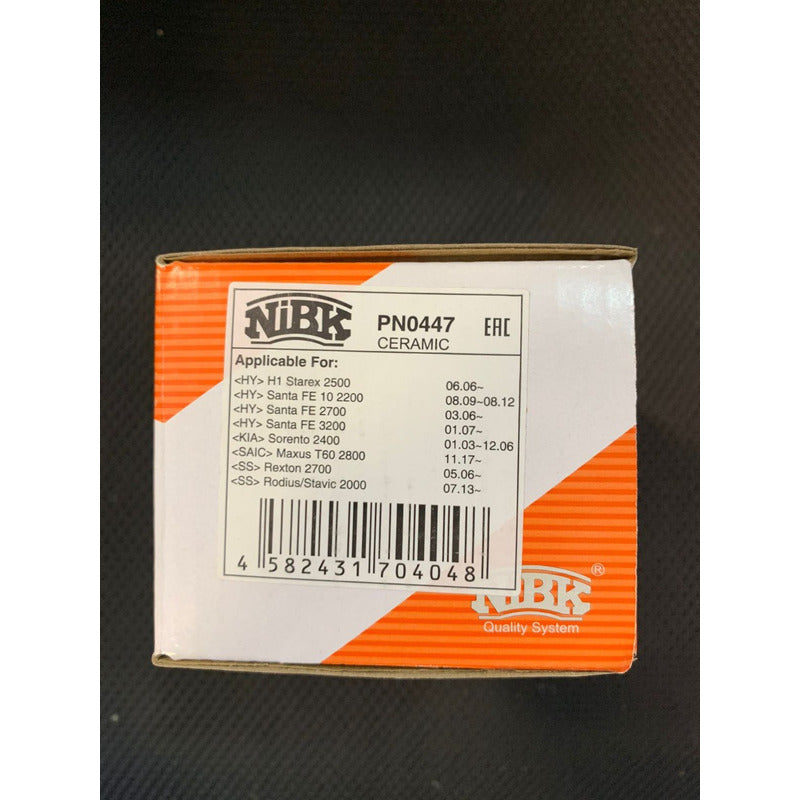 NiBK PN0447 EAC
CERAMIC
Applicable For:
<HY> H1 Starex 2500 06.06~
<HY> Santa FE 10 2200 08.09~08.12
<HY> Santa FE 2700 03.06~
<HY> Santa FE 3200 01.07~
<KIA> Sorento 2400 01.03~12.06
<SAIC> Maxus T60 2800 11.17~
<SS> Rexton 2700 05.06~
<SS> Rodius/Stavic 2000 07.13~
4 582431 704048
NiBK ®
Quality System